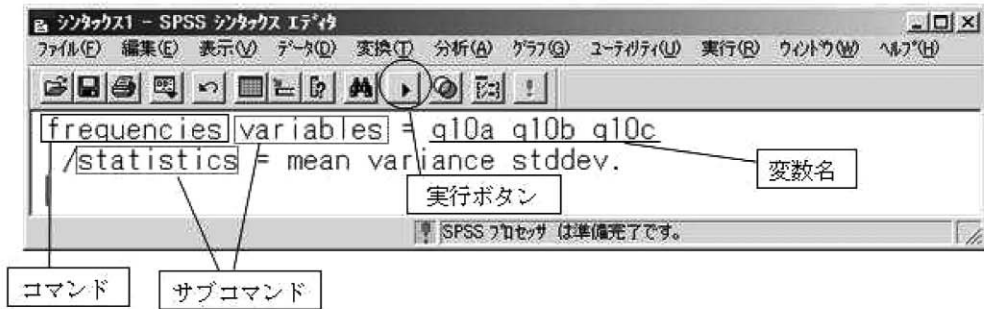 シンタックス1 - SPSS シンタックス エディタ
ファイル(F) 編集(E) 表示(V) データ(D) 変換(T) 分析(A) グラフ(G) ユーティリティ(U) 実行(R) ウィンドウ(W) ヘルプ(H)
frequencies variables = q10a q10b q10c
/statistics = mean variance stddev.
変数名
実行ボタン
SPSS プロセッサ は準備完了です。
コマンド
サブコマンド